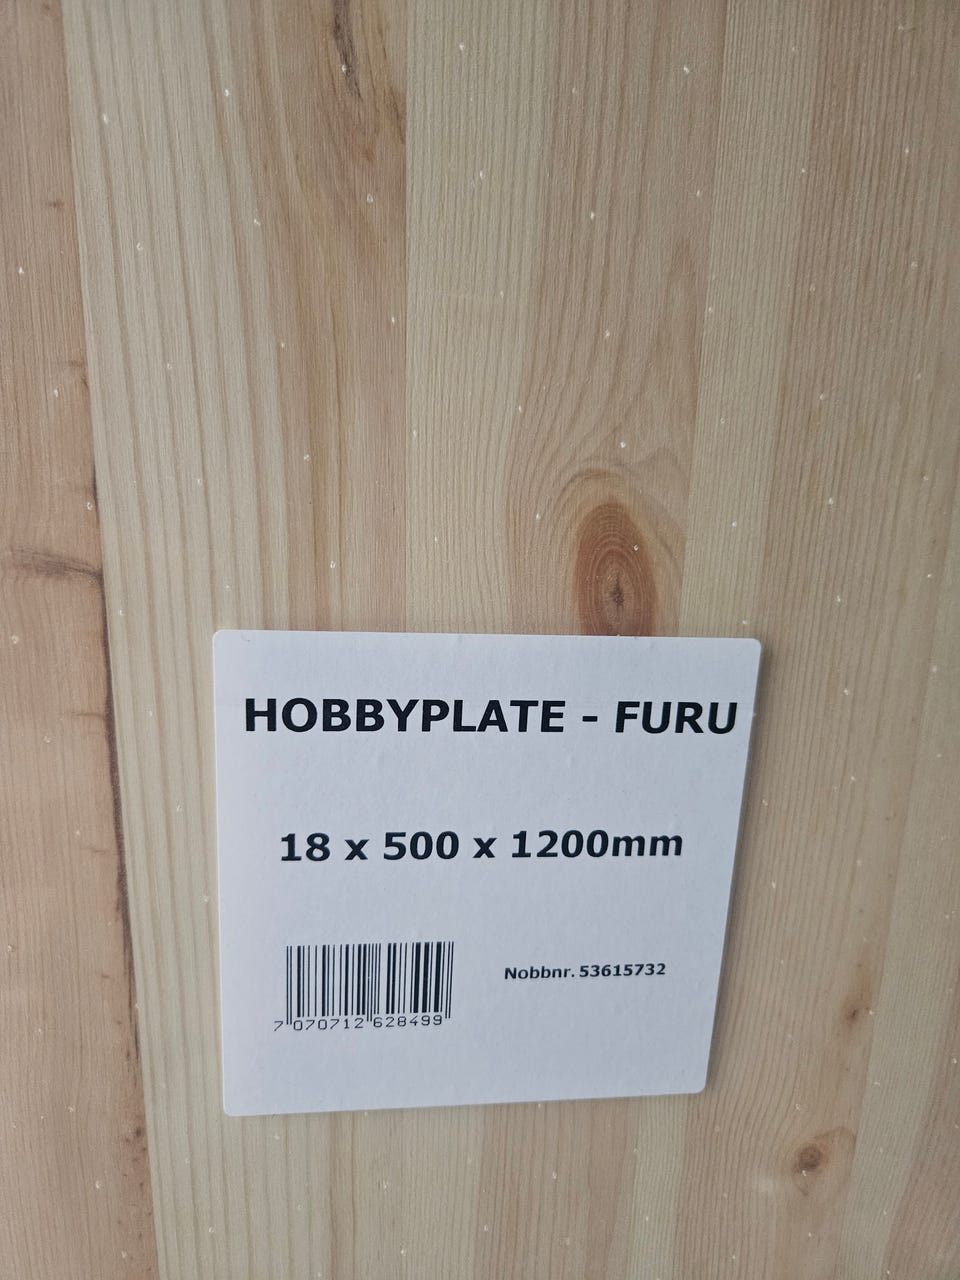 HOBBYPLATE - FURU
18 x 500 x 1200mm
Nobbnr. 53615732
7 070712 628499